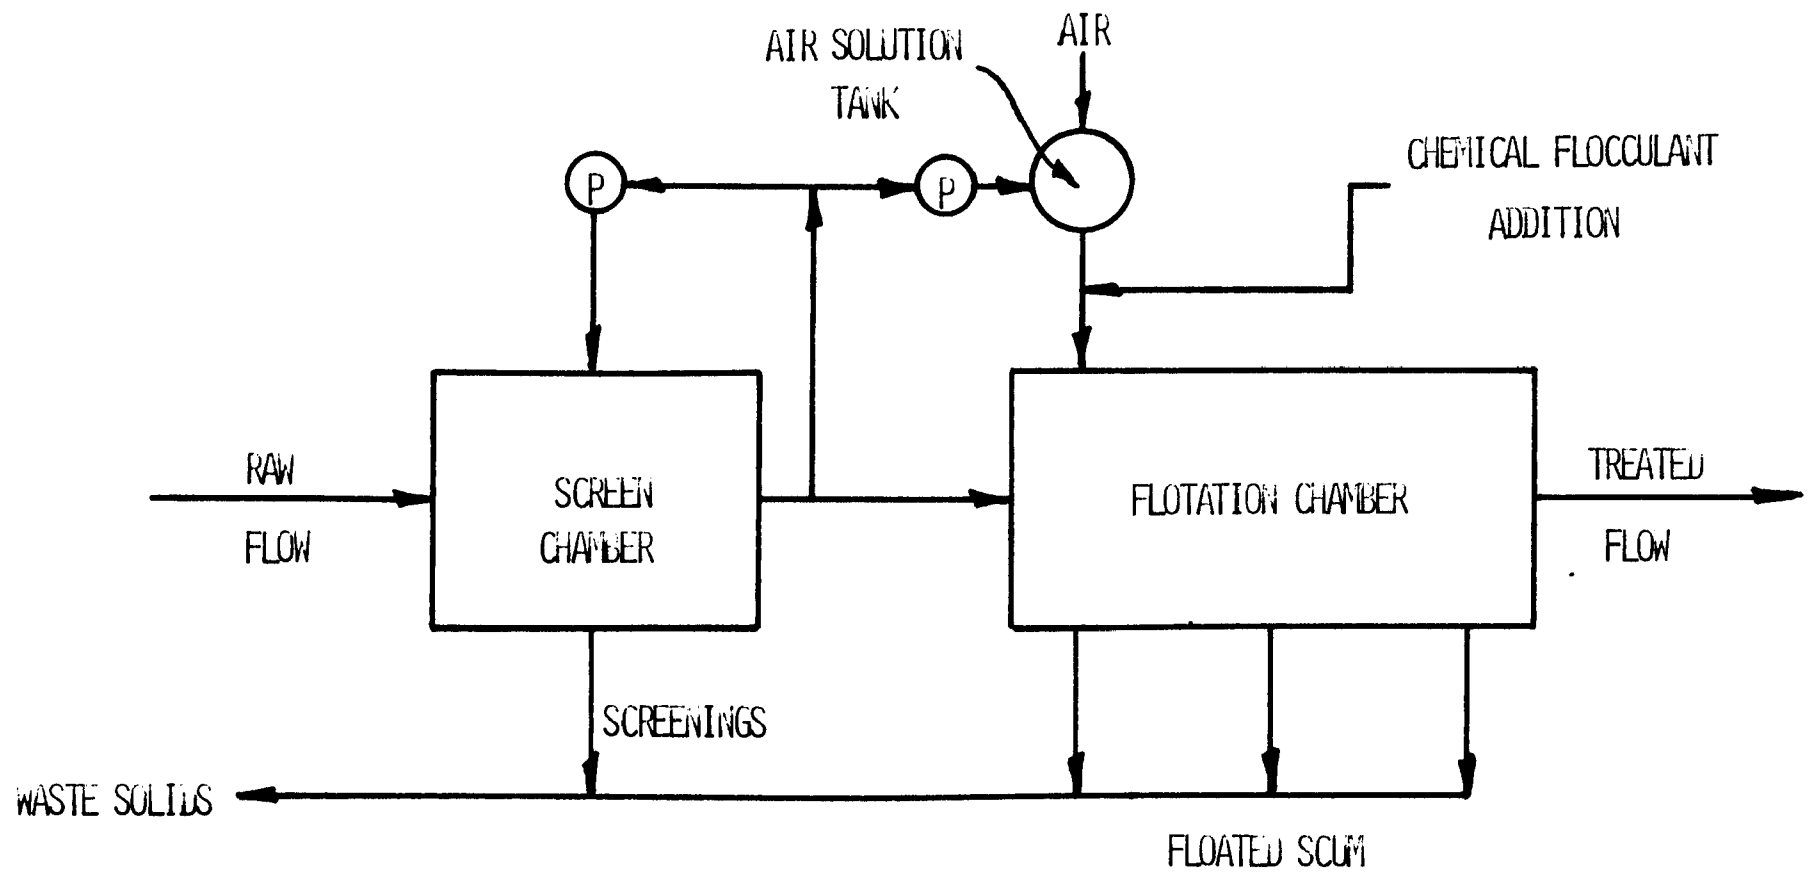 AIR
AIR SOLUTION
TANK
CHEMICAL FLOCCULANT
ADDITION
P
P
RAW
FLOW
SCREEN
CHAMBER
FLOTATION CHAMBER
TREATED
FLOW
SCREENINGS
WASTE SOLIDS
FLOATED SCUM